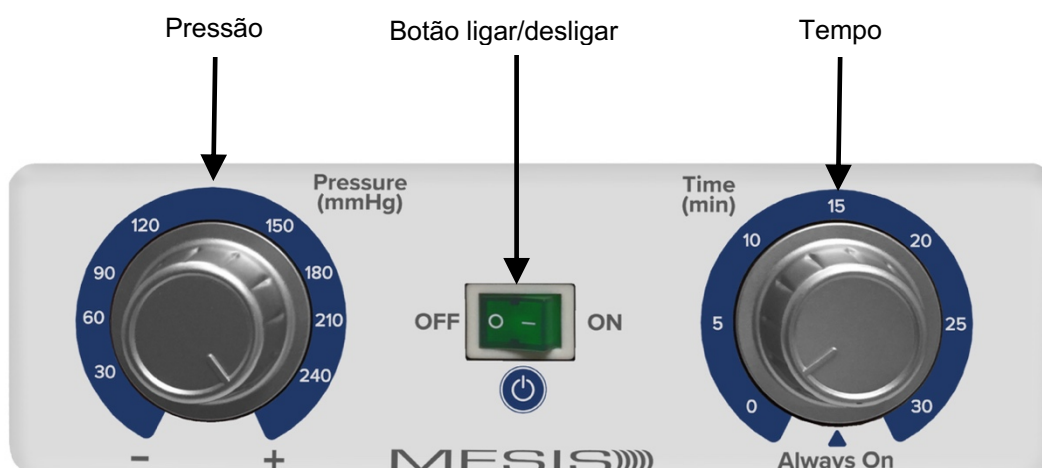 Pressão
Botão ligar/desligar
Tempo
Pressure
(mmHg)
30
60
90
120
150
180
210
240
- +
OFF
O –
ON
Time
(min)
0
5
10
15
20
25
30
Always On
MESIS